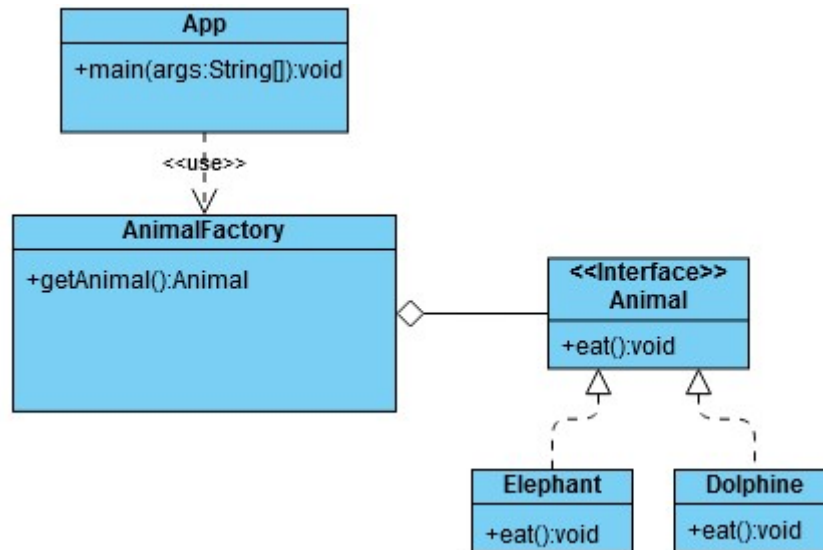 App
+main(args:String[]):void
<<use>>
AnimalFactory
+getAnimal():Animal
<<Interface>>
Animal
+eat():void
Elephant
+eat():void
Dolphine
+eat():void